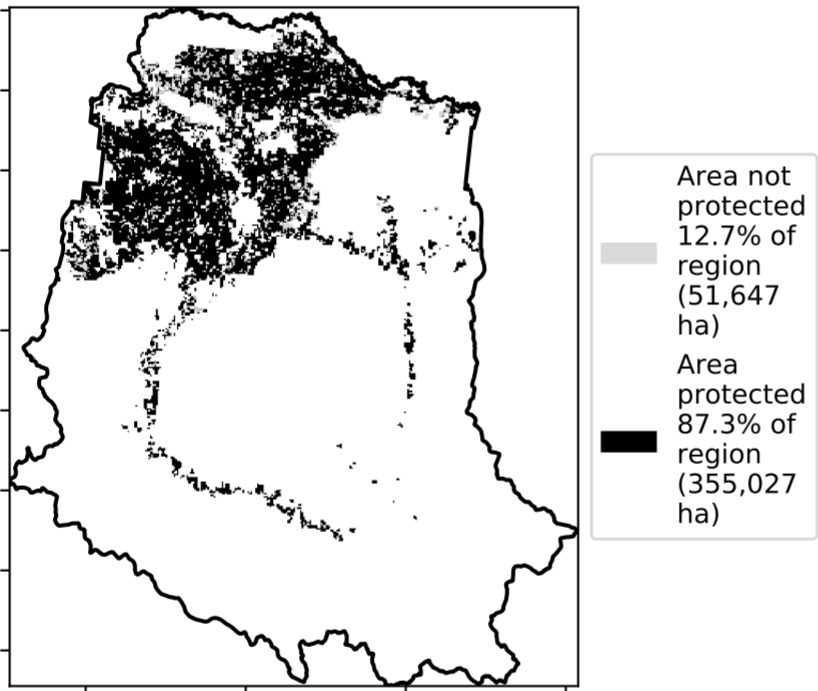 Area not
protected
12.7% of
region
(51,647
ha)
Area
protected
87.3% of
region
(355,027
ha)